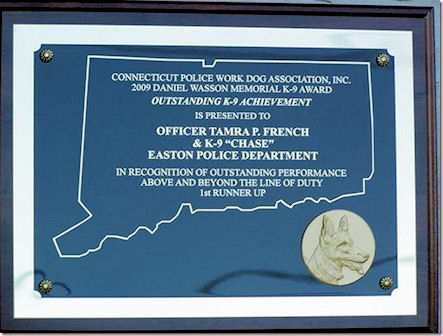 CONNECTICUT POLICE WORK DOG ASSOCIATION, INC.
2009 DANIEL WASSON MEMORIAL K-9 AWARD
OUTSTANDING K-9 ACHIEVEMENT
IS PRESENTED TO
OFFICER TAMRA P. FRENCH
& K-9 "CHASE"
EASTON POLICE DEPARTMENT
IN RECOGNITION OF OUTSTANDING PERFORMANCE
ABOVE AND BEYOND THE LINE OF DUTY
1st RUNNER UP